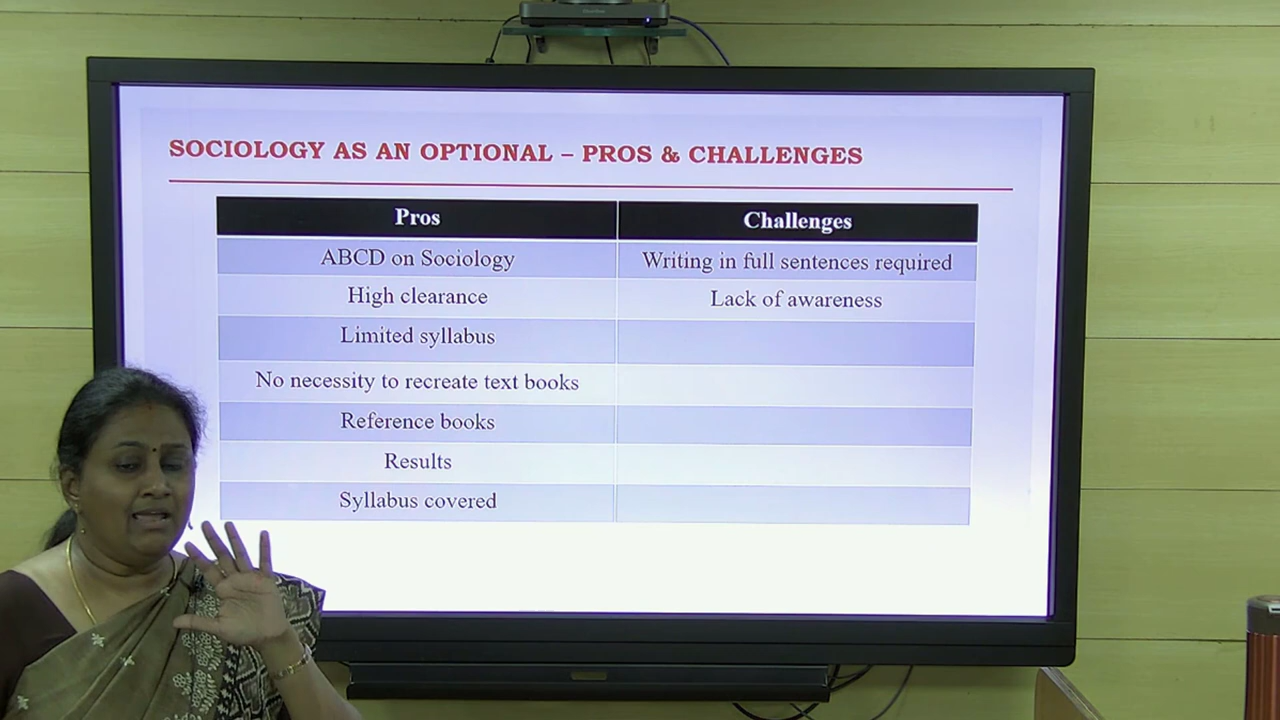 SOCIOLOGY AS AN OPTIONAL – PROS & CHALLENGES
Pros Challenges
ABCD on Sociology Writing in full sentences required
High clearance Lack of awareness
Limited syllabus
No necessity to recreate text books
Reference books
Results
Syllabus covered